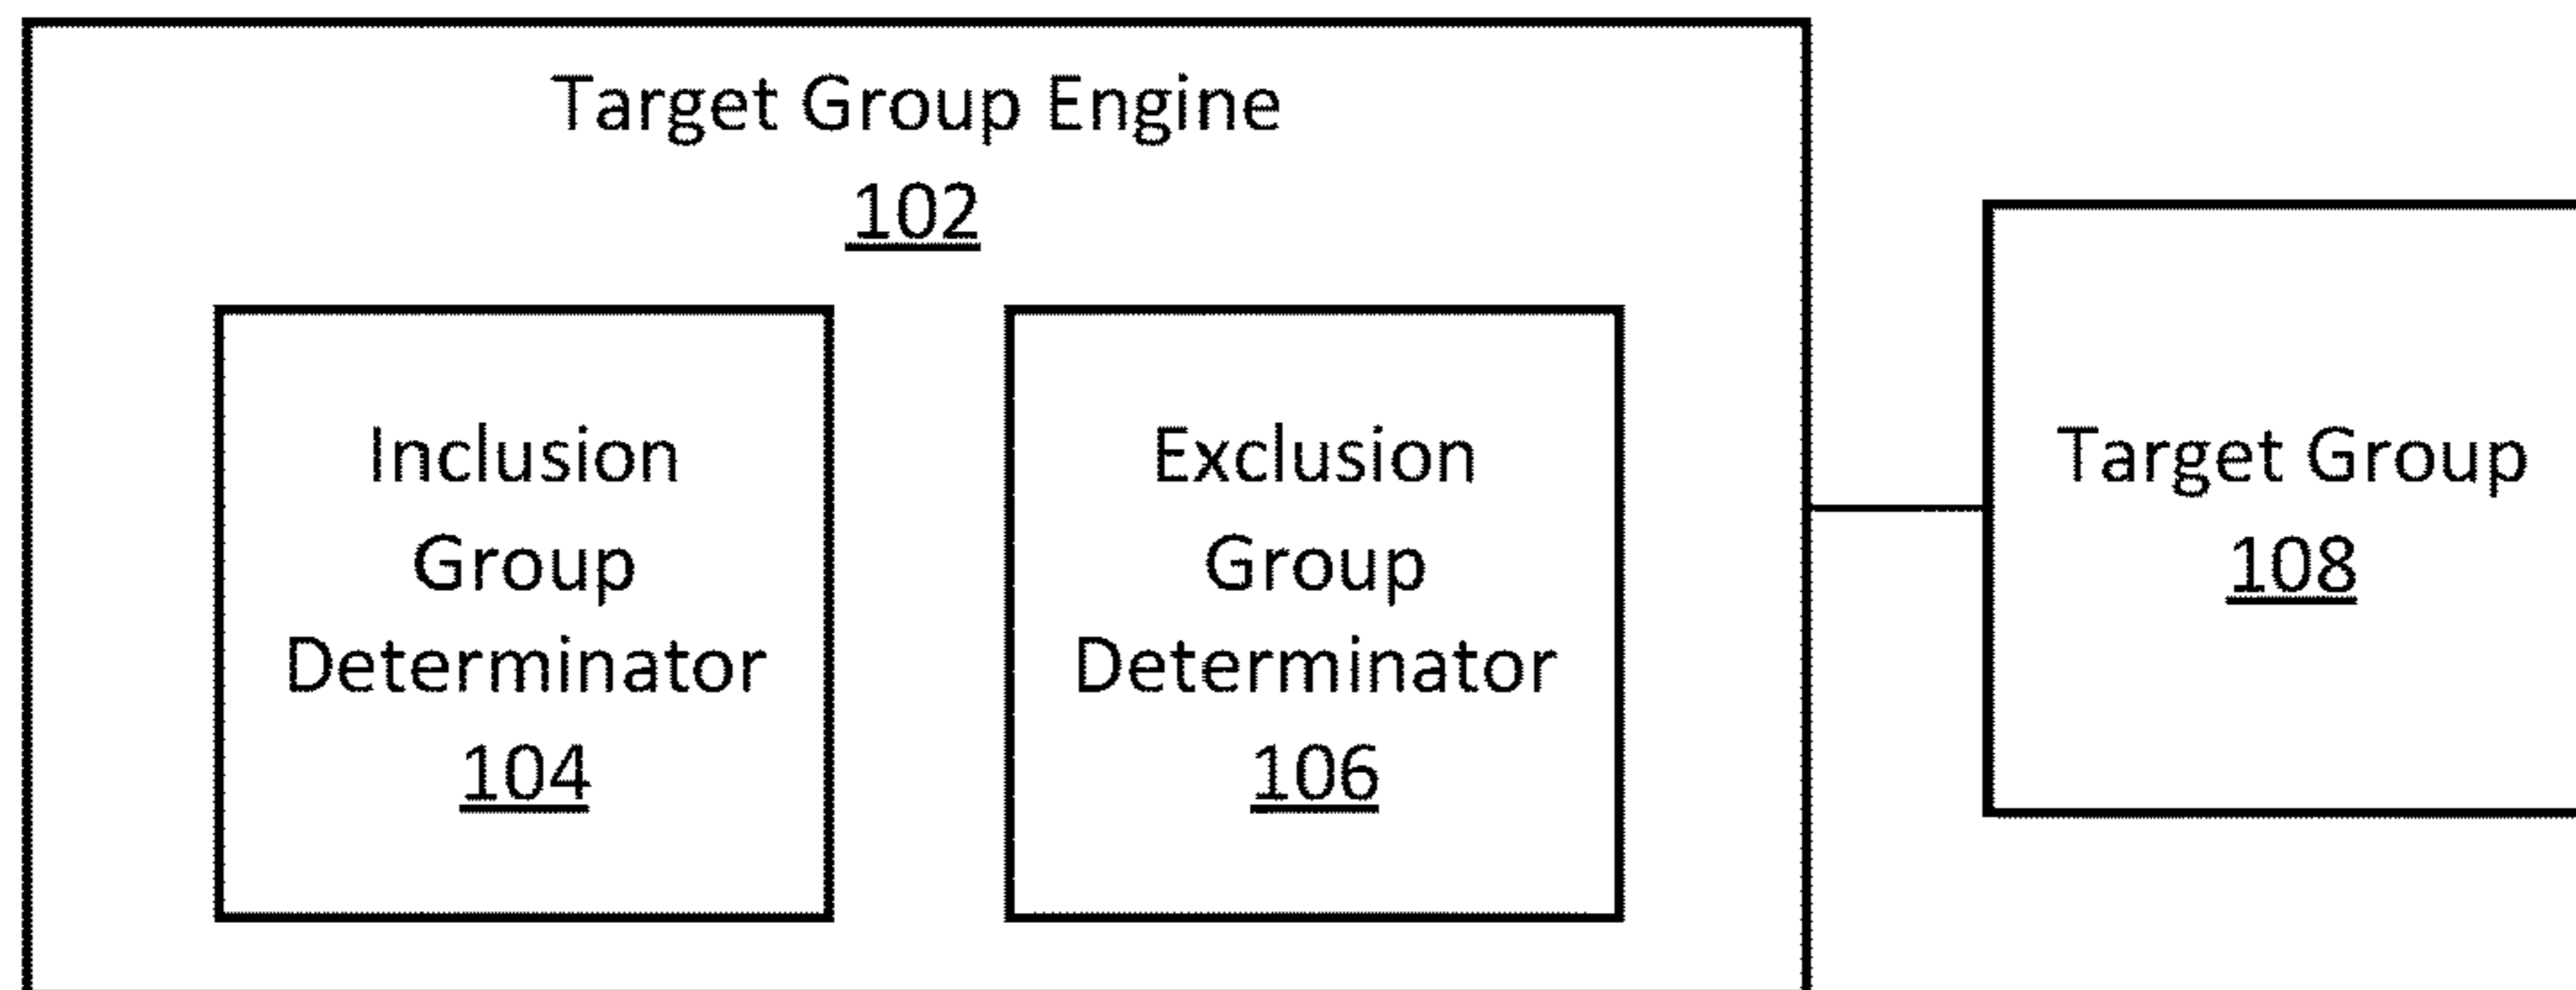 Target Group Engine
102
Inclusion
Group
Determinator
104
Exclusion
Group
Determinator
106
Target Group
108